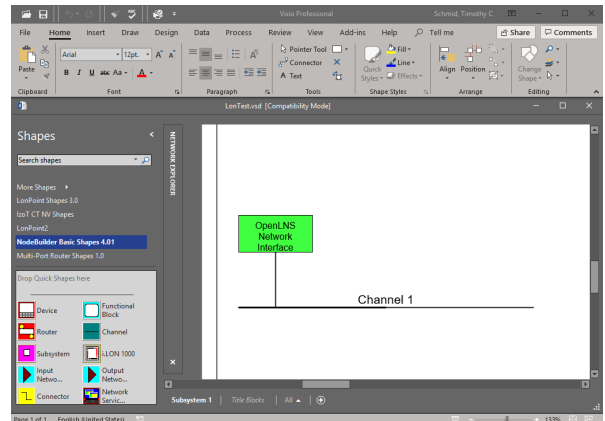 Visio Professional
Schmid, Timothy C
File Home Insert Draw Design Data Process Review View Add-ins Help Tell me Share Comments
Paste
Arial 12pt. A A
B I U abc Aa A
Pointer Tool
Connector
A Text
Quick Styles
Fill
Line
Effects
Align Position
Change Shape
Clipboard Font Paragraph Tools Shape Styles Arrange Editing
LonTest.vsd [Compatibility Mode]
Shapes
Search shapes
More Shapes
LonPoint Shapes 3.0
IzoT CT NV Shapes
LonPoint2
NodeBuilder Basic Shapes 4.01
Multi-Port Router Shapes 1.0
Drop Quick Shapes here
Device
Functional Block
Router
Channel
Subsystem
i.LON 1000
Input Netwo...
Output Netwo...
Connector
Network Servic...
NETWORK EXPLORER
OpenLNS
Network
Interface
Channel 1
Subsystem 1 Title Blocks All
Page 1 of 1 English (United States) 133%